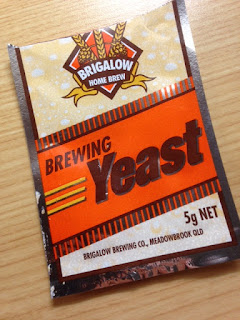 BRIGALOW
HOME BREW
BREWING
Yeast
5g NET
BRIGALOW BREWING CO., MEADOWBROOK QLD